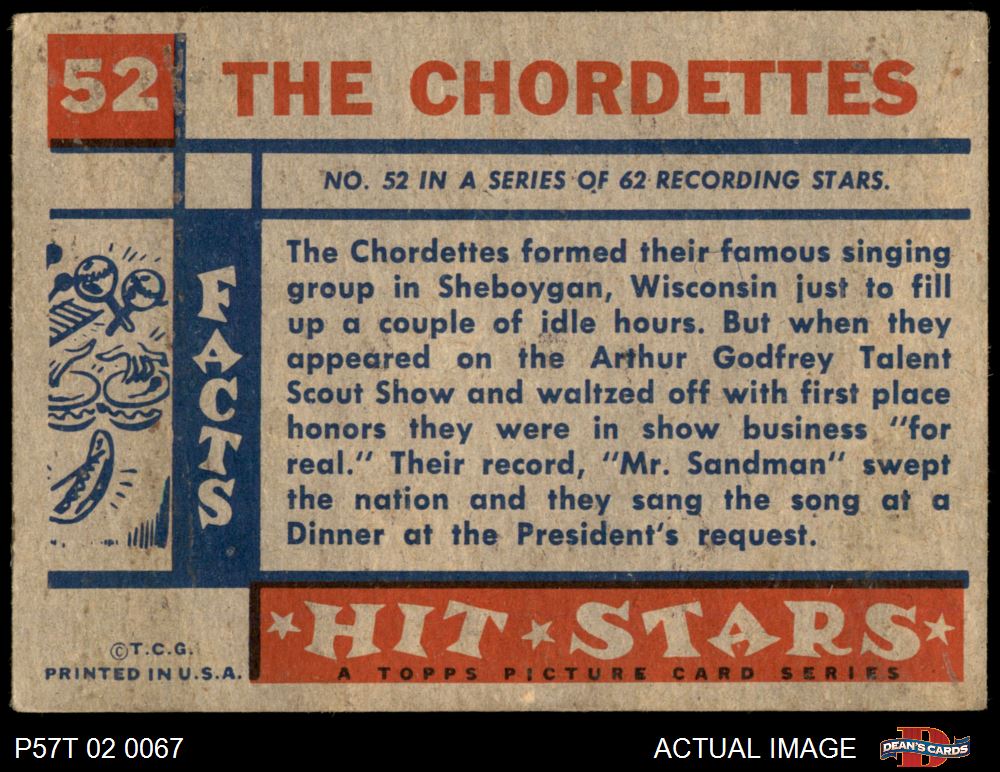 52 THE CHORDETTES
NO. 52 IN A SERIES OF 62 RECORDING STARS.
FACTS
The Chordettes formed their famous singing
group in Sheboygan, Wisconsin just to fill
up a couple of idle hours. But when they
appeared on the Arthur Godfrey Talent
Scout Show and waltzed off with first place
honors they were in show business "for
real." Their record, "Mr. Sandman" swept
the nation and they sang the song at a
Dinner at the President's request.
HIT STARS
A TOPPS PICTURE CARD SERIES
©T.C.G.
PRINTED IN U.S.A.
P57T 02 0067
ACTUAL IMAGE
D
DEAN'S CARDS